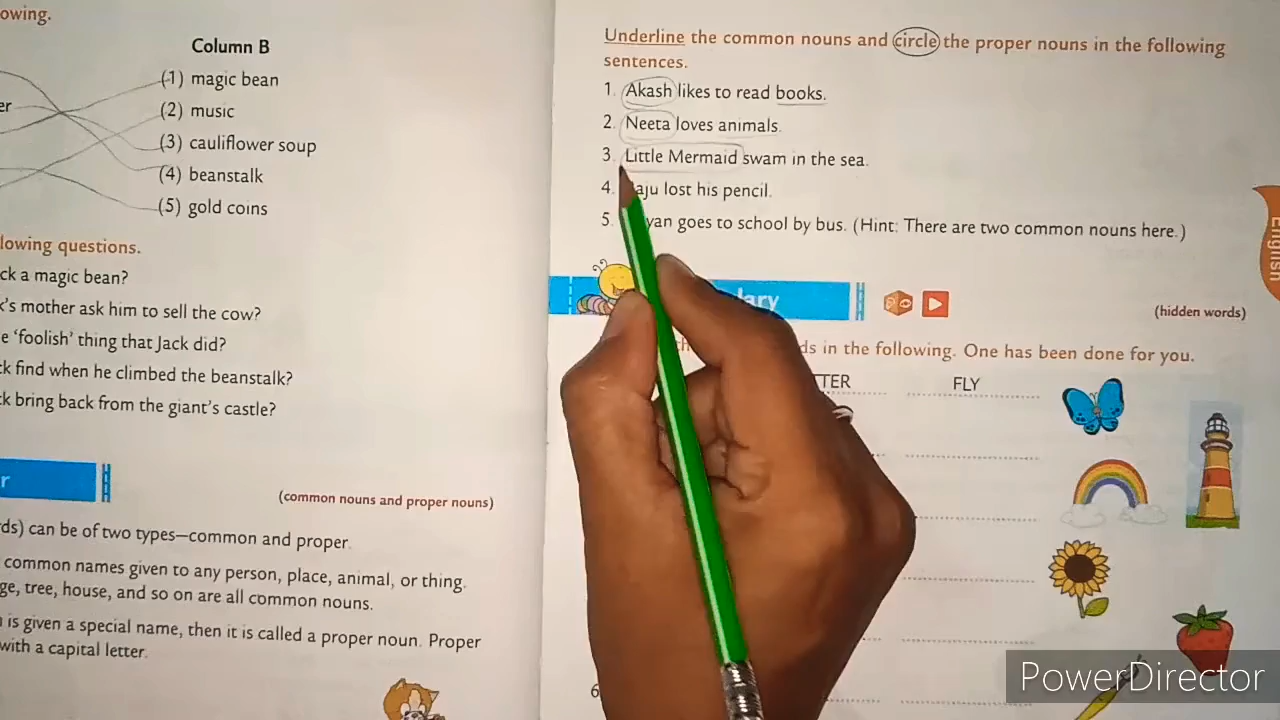 owing.
Column B
(1) magic bean
er
(2) music
(3) cauliflower soup
(4) beanstalk
(5) gold coins
lowing questions.
ck a magic bean?
k's mother ask him to sell the cow?
e 'foolish' thing that Jack did?
ck find when he climbed the beanstalk?
ck bring back from the giant's castle?
r
(common nouns and proper nouns)
ds) can be of two types—common and proper.
common names given to any person, place, animal, or thing.
ge, tree, house, and so on are all common nouns.
is given a special name, then it is called a proper noun. Proper
with a capital letter.
Underline the common nouns and circle the proper nouns in the following
sentences.
1. Akash likes to read books.
2. Neeta loves animals.
3. Little Mermaid swam in the sea.
4. aju lost his pencil.
5. yan goes to school by bus. (Hint: There are two common nouns here.)
lary
(hidden words)
ds in the following. One has been done for you.
TTER FLY
English
6
PowerDirector